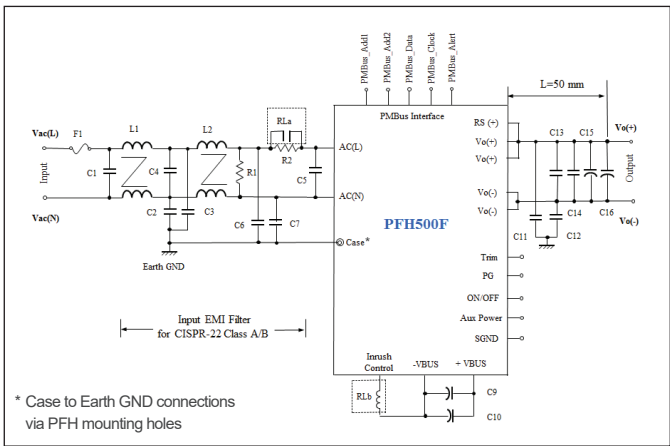 PMBus_Add1
PMBus_Add2
PMBus_Data
PMBus_Clock
PMBus_Alert
L=50 mm
PMBus Interface
RLa
L1
L2
F1
Vac(L)
R2
RS (+)
Vo(+)
Vo(+)
C13
C15
Vo(+)
AC(L)
Input
C1
C4
R1
C5
Output
AC(N)
Vo(-)
Vo(-)
Vac(N)
C2
C3
C6
C7
PFH500F
C14
C16
Vo(-)
C11
C12
Case*
Earth GND
Trim
PG
ON/OFF
Aux Power
SGND
Input EMI Filter
for CISPR-22 Class A/B
Inrush
Control
-VBUS
+ VBUS
RLb
C9
C10
* Case to Earth GND connections
via PFH mounting holes